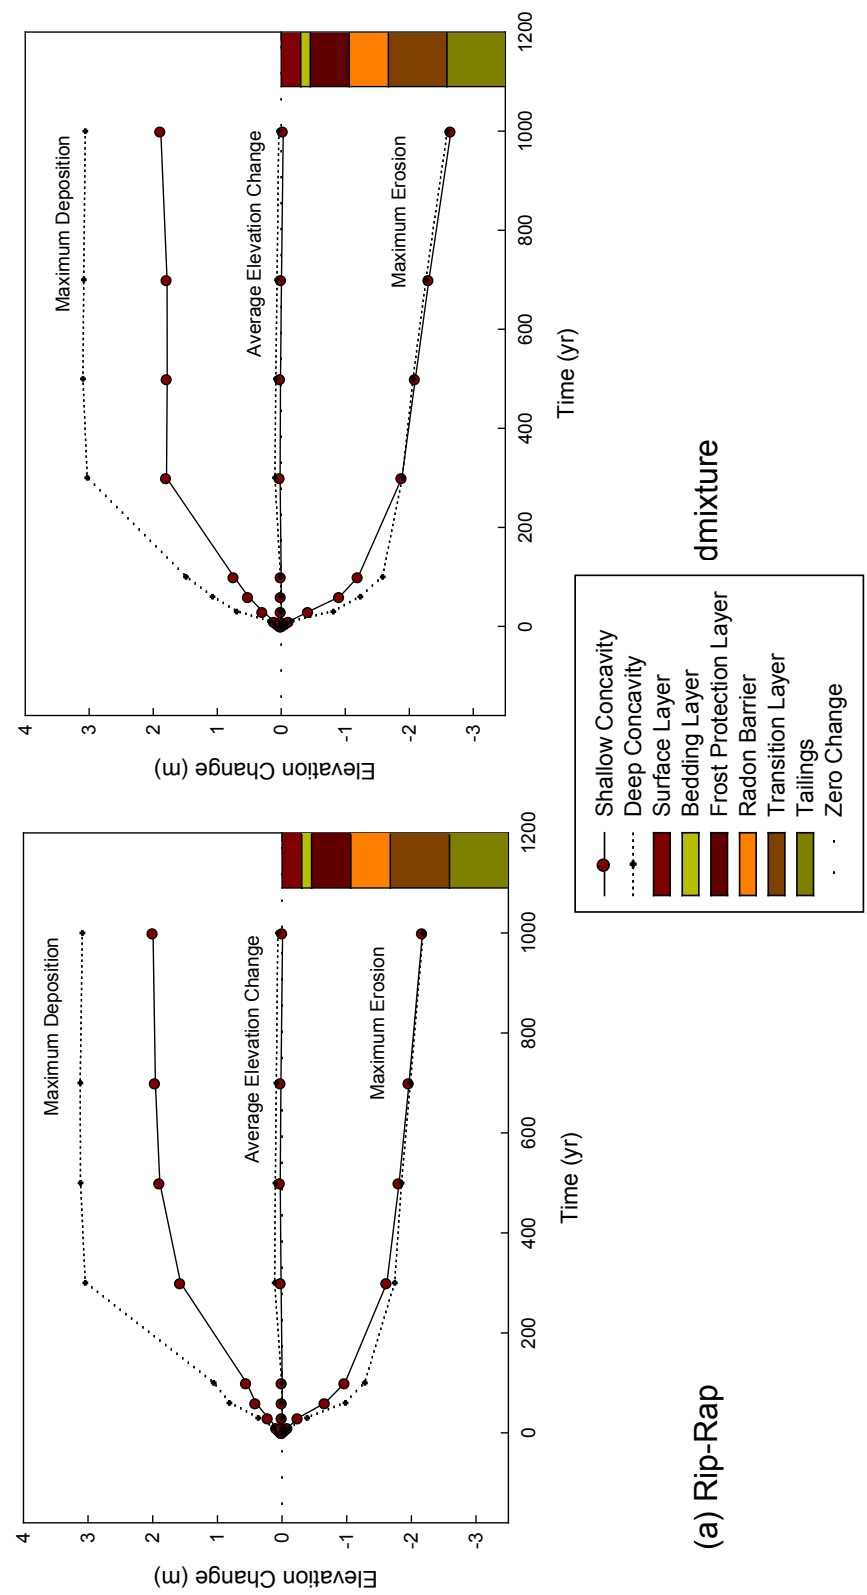 4
3
2
1
0
-1
-2
-3
Elevation Change (m)
0
200
400
600
800
1000
1200
Time (yr)
Maximum Deposition
Average Elevation Change
Maximum Erosion
4
3
2
1
0
-1
-2
-3
Elevation Change (m)
0
200
400
600
800
1000
1200
Time (yr)
Maximum Deposition
Average Elevation Change
Maximum Erosion
(a) Rip-Rap
dmixture
Shallow Concavity
Deep Concavity
Surface Layer
Bedding Layer
Frost Protection Layer
Radon Barrier
Transition Layer
Tailings
Zero Change